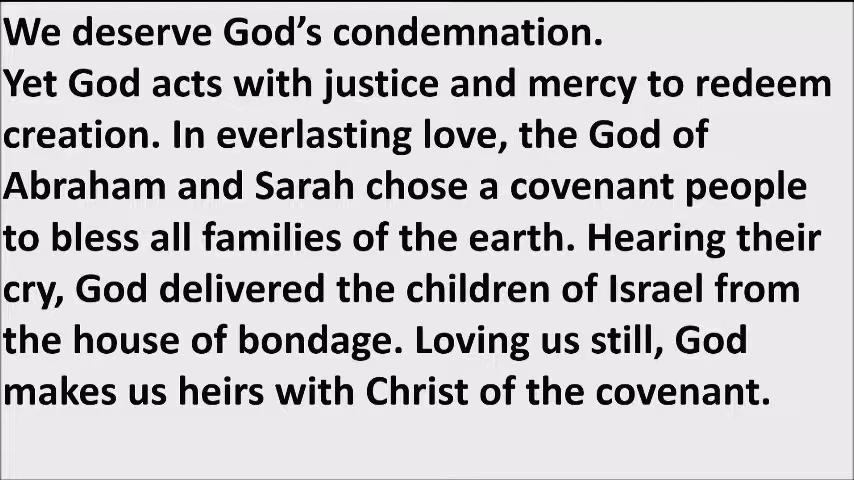 We deserve God’s condemnation.
Yet God acts with justice and mercy to redeem
creation. In everlasting love, the God of
Abraham and Sarah chose a covenant people
to bless all families of the earth. Hearing their
cry, God delivered the children of Israel from
the house of bondage. Loving us still, God
makes us heirs with Christ of the covenant.